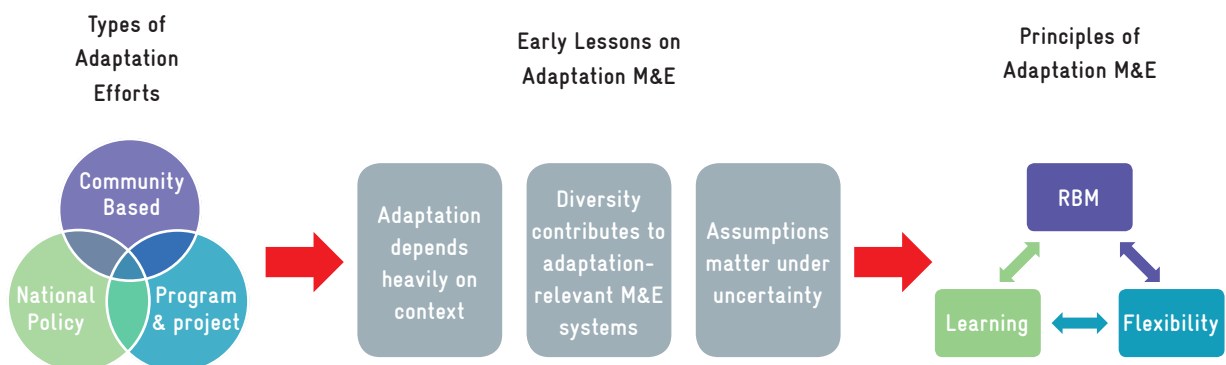 Types of
Adaptation
Efforts
Early Lessons on
Adaptation M&E
Principles of
Adaptation M&E
Community
Based
National
Policy
Program
& project
Adaptation
depends
heavily on
context
Diversity
contributes to
adaptation-
relevant M&E
systems
Assumptions
matter under
uncertainty
RBM
Learning
Flexibility